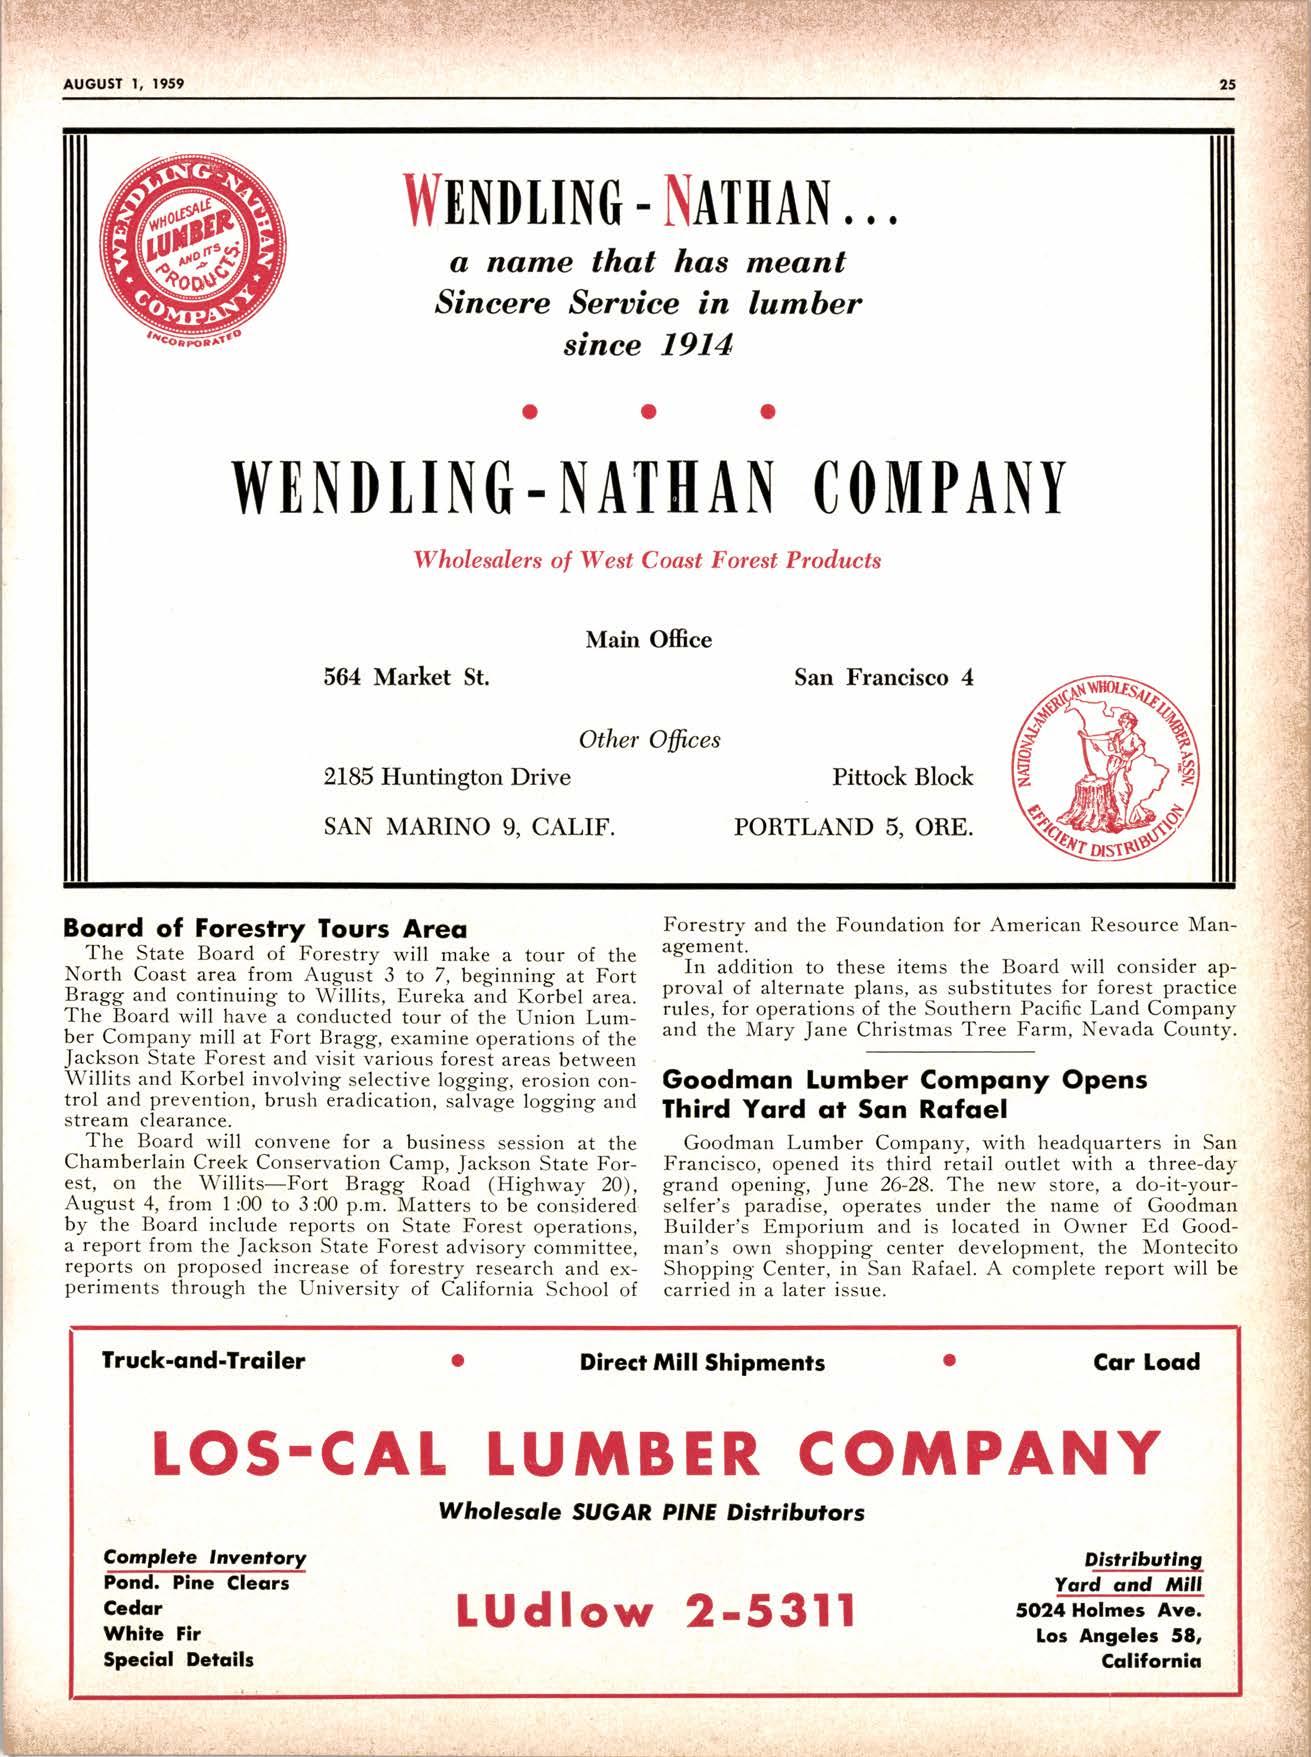 AUGUST 1, 1959
25
WENDLING-NATHAN
COMPANY
INCORPORATED
WHOLESALE
LUMBER
AND ITS
PRODUCTS.
WENDLING - NATHAN...
a name that has meant
Sincere Service in lumber
since 1914
WENDLING-NATHAN COMPANY
Wholesalers of West Coast Forest Products
Main Office
564 Market St. San Francisco 4
Other Offices
2185 Huntington Drive Pittock Block
SAN MARINO 9, CALIF. PORTLAND 5, ORE.
NATIONAL-AMERICAN WHOLESALE LUMBER ASSN. INC.
EFFICIENT DISTRIBUTION
Board of Forestry Tours Area
The State Board of Forestry will make a tour of the
North Coast area from August 3 to 7, beginning at Fort
Bragg and continuing to Willits, Eureka and Korbel area.
The Board will have a conducted tour of the Union Lum-
ber Company mill at Fort Bragg, examine operations of the
Jackson State Forest and visit various forest areas between
Willits and Korbel involving selective logging, erosion con-
trol and prevention, brush eradication, salvage logging and
stream clearance.
The Board will convene for a business session at the
Chamberlain Creek Conservation Camp, Jackson State For-
est, on the Willits—Fort Bragg Road (Highway 20),
August 4, from 1:00 to 3:00 p.m. Matters to be considered
by the Board include reports on State Forest operations,
a report from the Jackson State Forest advisory committee,
reports on proposed increase of forestry research and ex-
periments through the University of California School of
Forestry and the Foundation for American Resource Man-
agement.
In addition to these items the Board will consider ap-
proval of alternate plans, as substitutes for forest practice
rules, for operations of the Southern Pacific Land Company
and the Mary Jane Christmas Tree Farm, Nevada County.
Goodman Lumber Company Opens
Third Yard at San Rafael
Goodman Lumber Company, with headquarters in San
Francisco, opened its third retail outlet with a three-day
grand opening, June 26-28. The new store, a do-it-your-
selfer's paradise, operates under the name of Goodman
Builder's Emporium and is located in Owner Ed Good-
man's own shopping center development, the Montecito
Shopping Center, in San Rafael. A complete report will be
carried in a later issue.
Truck-and-Trailer • Direct Mill Shipments • Car Load
LOS-CAL LUMBER COMPANY
Wholesale SUGAR PINE Distributors
Complete Inventory
Pond. Pine Clears
Cedar
White Fir
Special Details
LUdlow 2-5311
Distributing
Yard and Mill
5024 Holmes Ave.
Los Angeles 58,
California